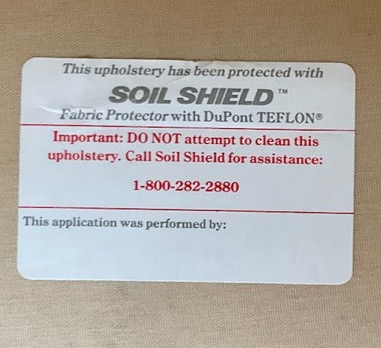 This upholstery has been protected with
SOIL SHIELD™
Fabric Protector with DuPont TEFLON®
Important: DO NOT attempt to clean this
upholstery. Call Soil Shield for assistance:
1-800-282-2880
This application was performed by: